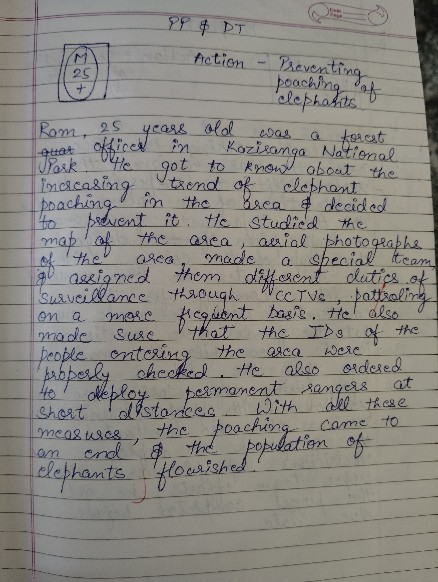 PP & DT
M
25
+
Action - Preventing
poaching of
elephants
Ram, 25 years old was a forest
officer in Kaziranga National
Park. He got to know about the
increasing trend of elephant
poaching in the area & decided
to prevent it. He studied the
map of the area, aerial photographs
of the area, made a special team
& assigned them different duties of
surveillance through CCTVs, pattroling
on a more frequent basis. He also
made sure that the IDs of the
people entering the area were
properly checked. He also ordered
to deploy permanent rangers at
short distances. With all these
measures, the poaching came to
an end & the population of
elephants flourished.